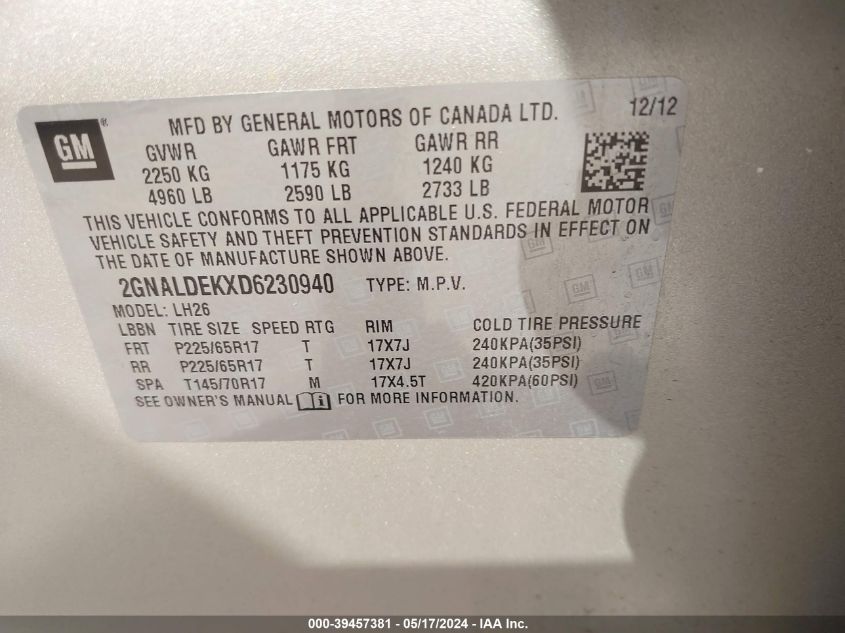 GM®
MFD BY GENERAL MOTORS OF CANADA LTD. 12/12
GVWR GAWR FRT GAWR RR
2250 KG 1175 KG 1240 KG
4960 LB 2590 LB 2733 LB
THIS VEHICLE CONFORMS TO ALL APPLICABLE U.S. FEDERAL MOTOR
VEHICLE SAFETY AND THEFT PREVENTION STANDARDS IN EFFECT ON
THE DATE OF MANUFACTURE SHOWN ABOVE.
2GNALDEKXD6230940 TYPE: M.P.V.
MODEL: LH26
LBBN TIRE SIZE SPEED RTG RIM COLD TIRE PRESSURE
FRT P225/65R17 T 17X7J 240KPA(35PSI)
RR P225/65R17 T 17X7J 240KPA(35PSI)
SPA T145/70R17 M 17X4.5T 420KPA(60PSI)
SEE OWNER'S MANUAL i FOR MORE INFORMATION.
000-39457381 - 05/17/2024 - IAA Inc.